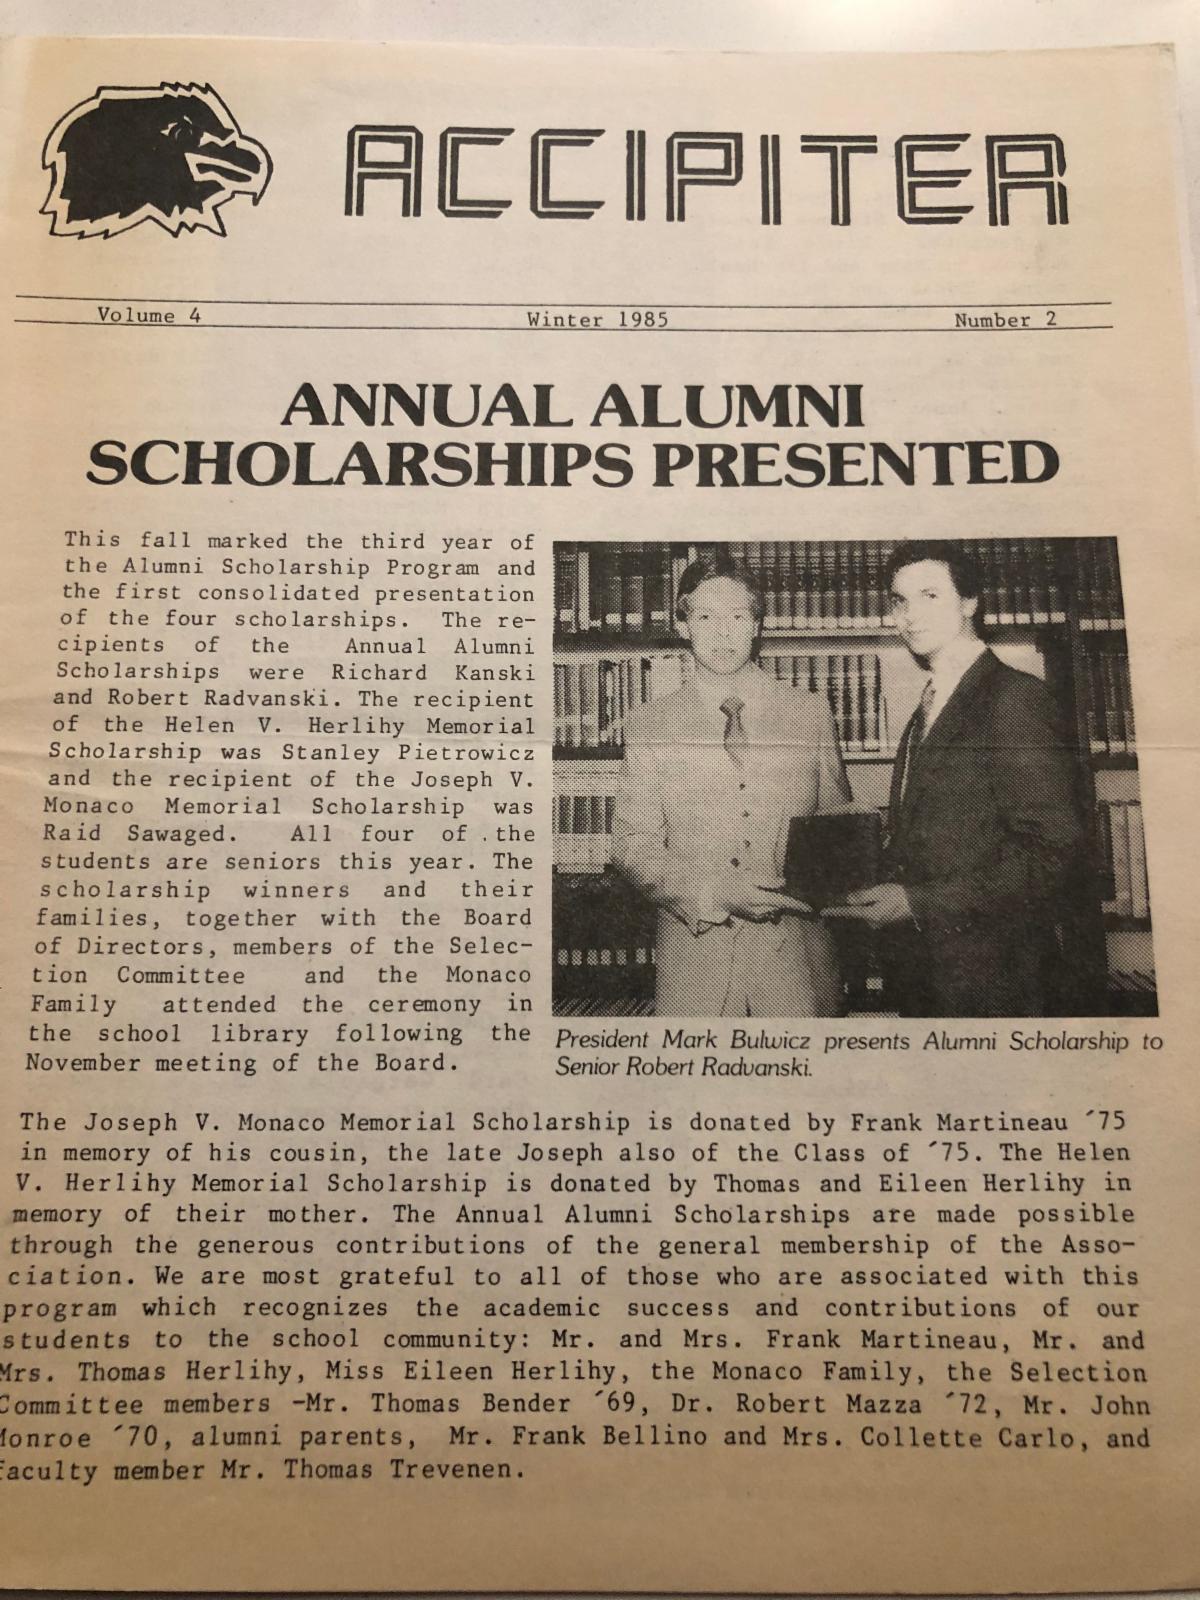 ACCIPITER
Volume 4 Winter 1985 Number 2
ANNUAL ALUMNI
SCHOLARSHIPS PRESENTED
This fall marked the third year of
the Alumni Scholarship Program and
the first consolidated presentation
of the four scholarships. The re-
cipients of the Annual Alumni
Scholarships were Richard Kanski
and Robert Radvanski. The recipient
of the Helen V. Herlihy Memorial
Scholarship was Stanley Pietrowicz
and the recipient of the Joseph V.
Monaco Memorial Scholarship was
Raid Sawaged. All four of .the
students are seniors this year. The
scholarship winners and their
families, together with the Board
of Directors, members of the Selec-
tion Committee and the Monaco
Family attended the ceremony in
the school library following the
November meeting of the Board.
President Mark Bulwicz presents Alumni Scholarship to
Senior Robert Radvanski.
The Joseph V. Monaco Memorial Scholarship is donated by Frank Martineau ´75
in memory of his cousin, the late Joseph also of the Class of ´75. The Helen
V. Herlihy Memorial Scholarship is donated by Thomas and Eileen Herlihy in
memory of their mother. The Annual Alumni Scholarships are made possible
through the generous contributions of the general membership of the Asso-
ciation. We are most grateful to all of those who are associated with this
program which recognizes the academic success and contributions of our
students to the school community: Mr. and Mrs. Frank Martineau, Mr. and
Mrs. Thomas Herlihy, Miss Eileen Herlihy, the Monaco Family, the Selection
Committee members -Mr. Thomas Bender ´69, Dr. Robert Mazza ´72, Mr. John
Monroe ´70, alumni parents, Mr. Frank Bellino and Mrs. Collette Carlo, and
faculty member Mr. Thomas Trevenen.